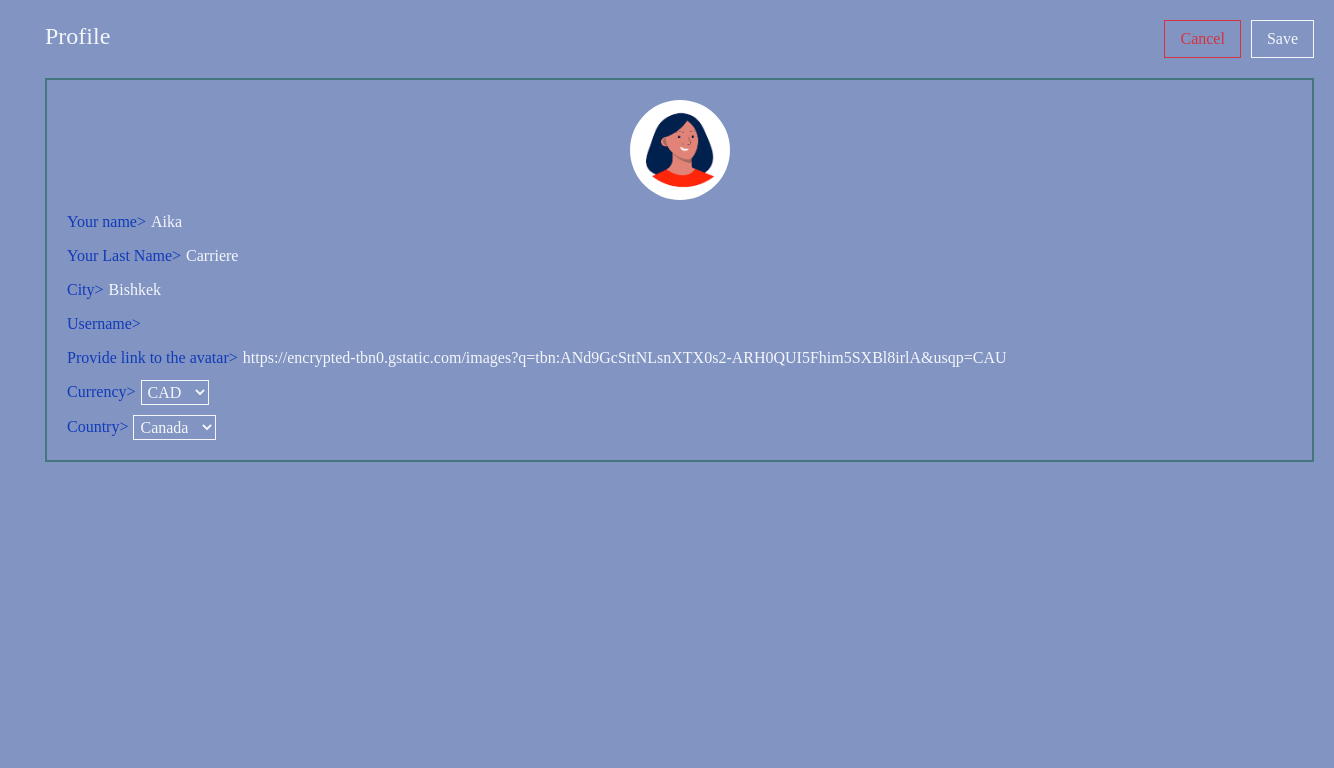 Profile
Cancel
Save
Your name> Aika
Your Last Name> Carriere
City> Bishkek
Username>
Provide link to the avatar> https://encrypted-tbn0.gstatic.com/images?q=tbn:ANd9GcSttNLsnXTX0s2-ARH0QUI5Fhim5SXBl8irlA&usqp=CAU
Currency> CAD
Country> Canada